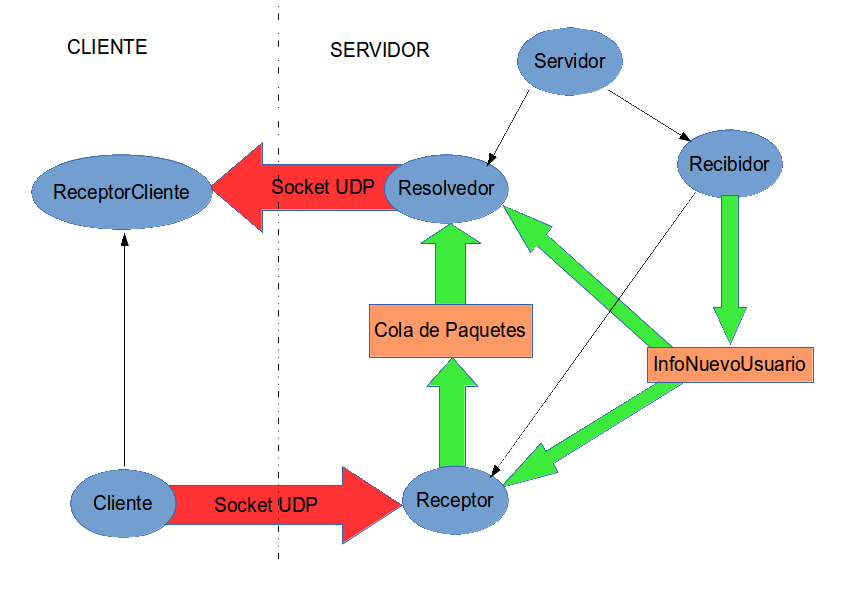 CLIENTE
SERVIDOR
Servidor
Recibidor
ReceptorCliente
Socket UDP
Resolvedor
Cola de Paquetes
InfoNuevoUsuario
Cliente
Socket UDP
Receptor